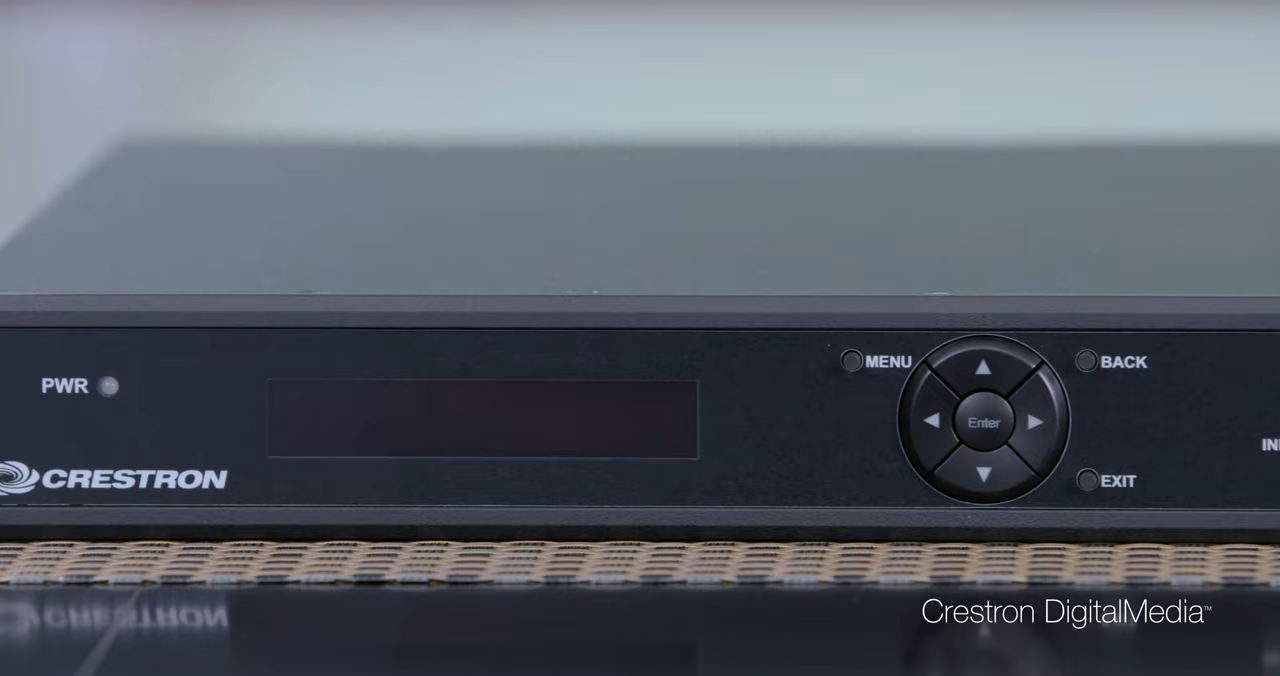 MENU
BACK
PWR
Enter
CRESTRON
EXIT
Crestron DigitalMedia™